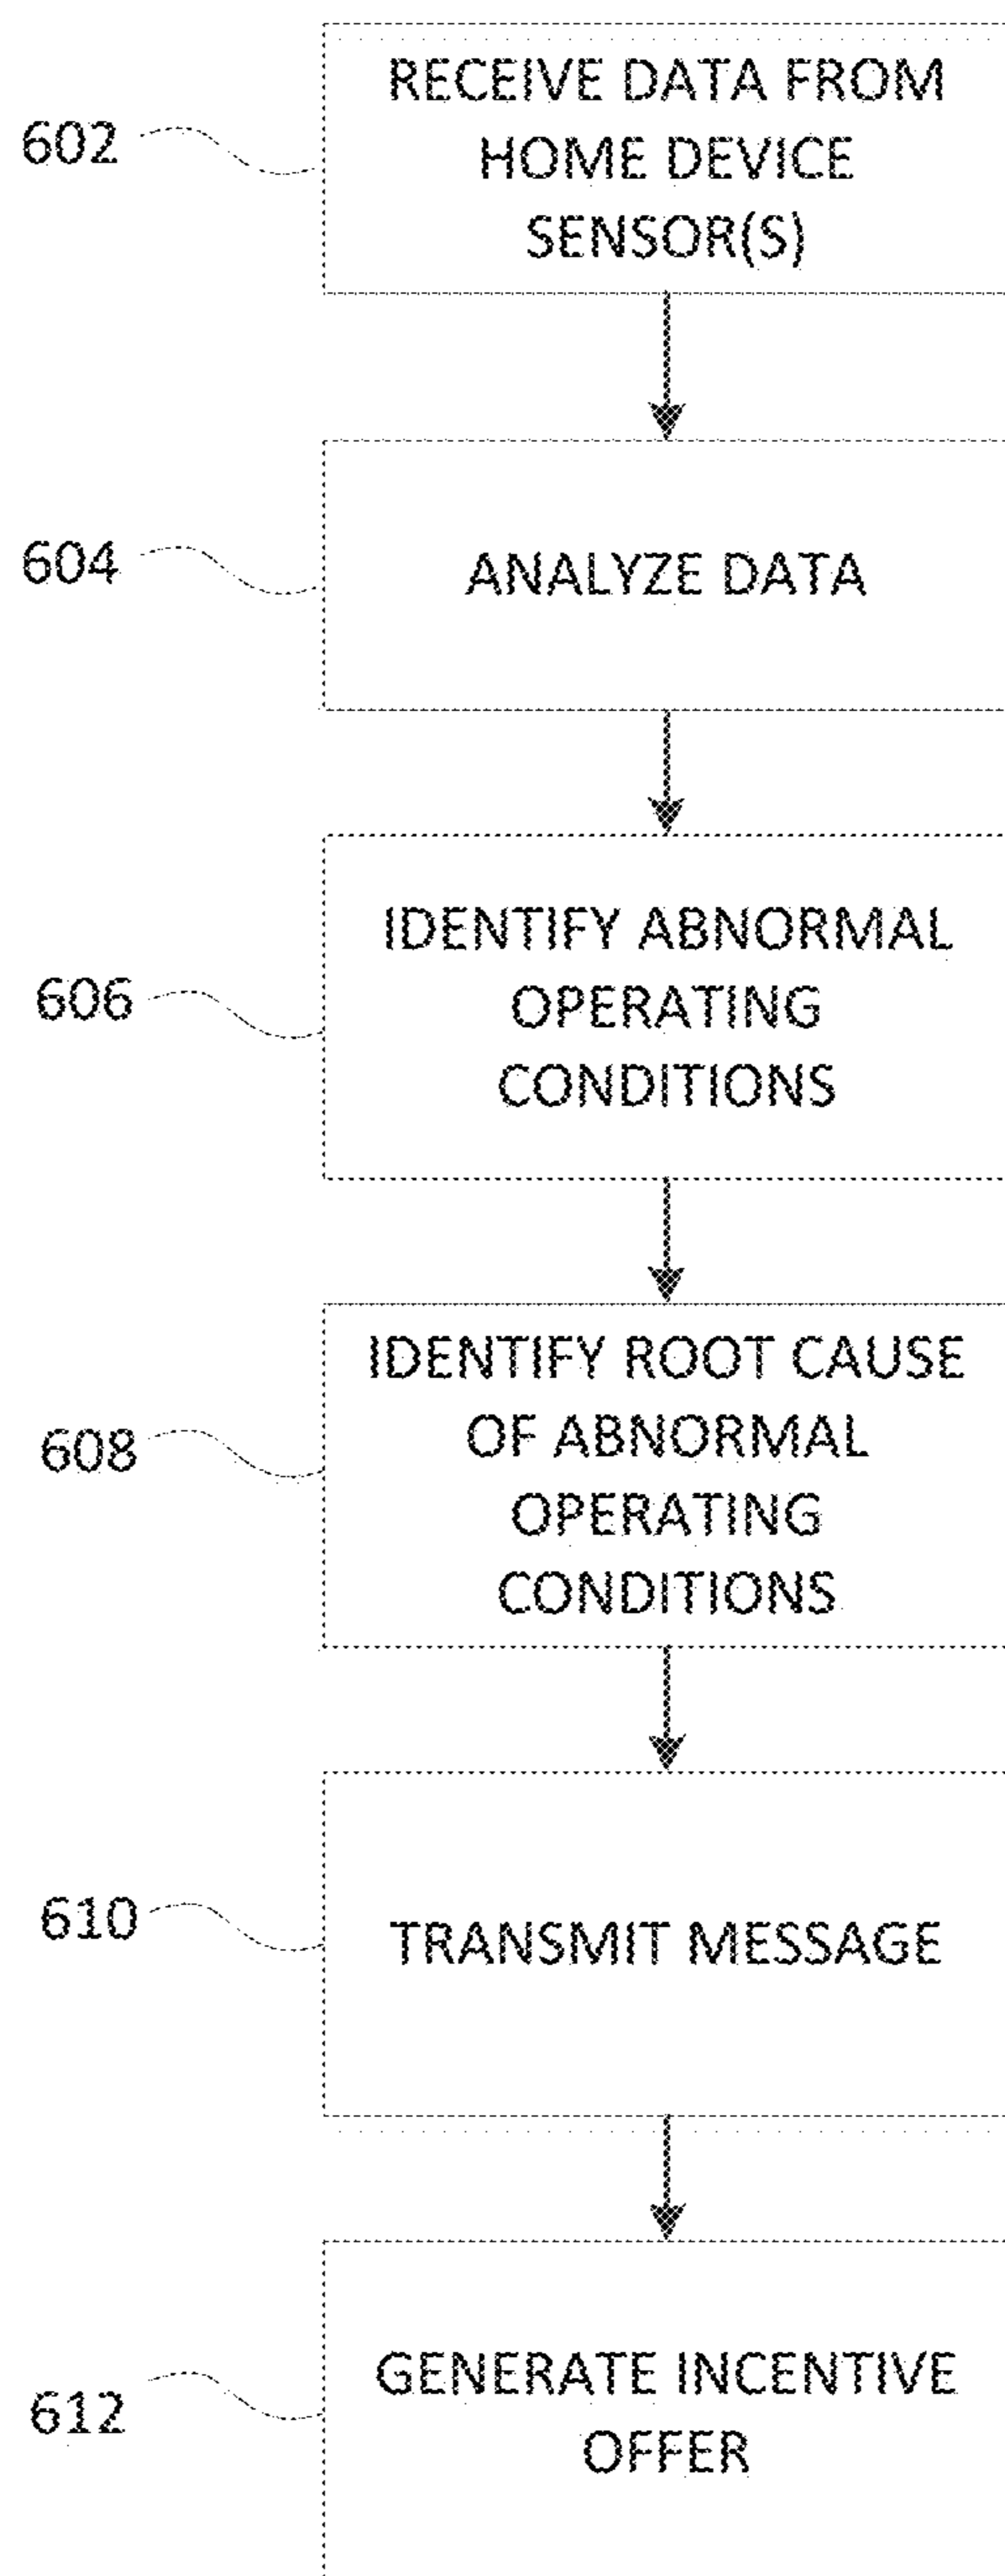 602
RECEIVE DATA FROM
HOME DEVICE
SENSOR(S)
604
ANALYZE DATA
606
IDENTIFY ABNORMAL
OPERATING
CONDITIONS
608
IDENTIFY ROOT CAUSE
OF ABNORMAL
OPERATING
CONDITIONS
610
TRANSMIT MESSAGE
612
GENERATE INCENTIVE
OFFER